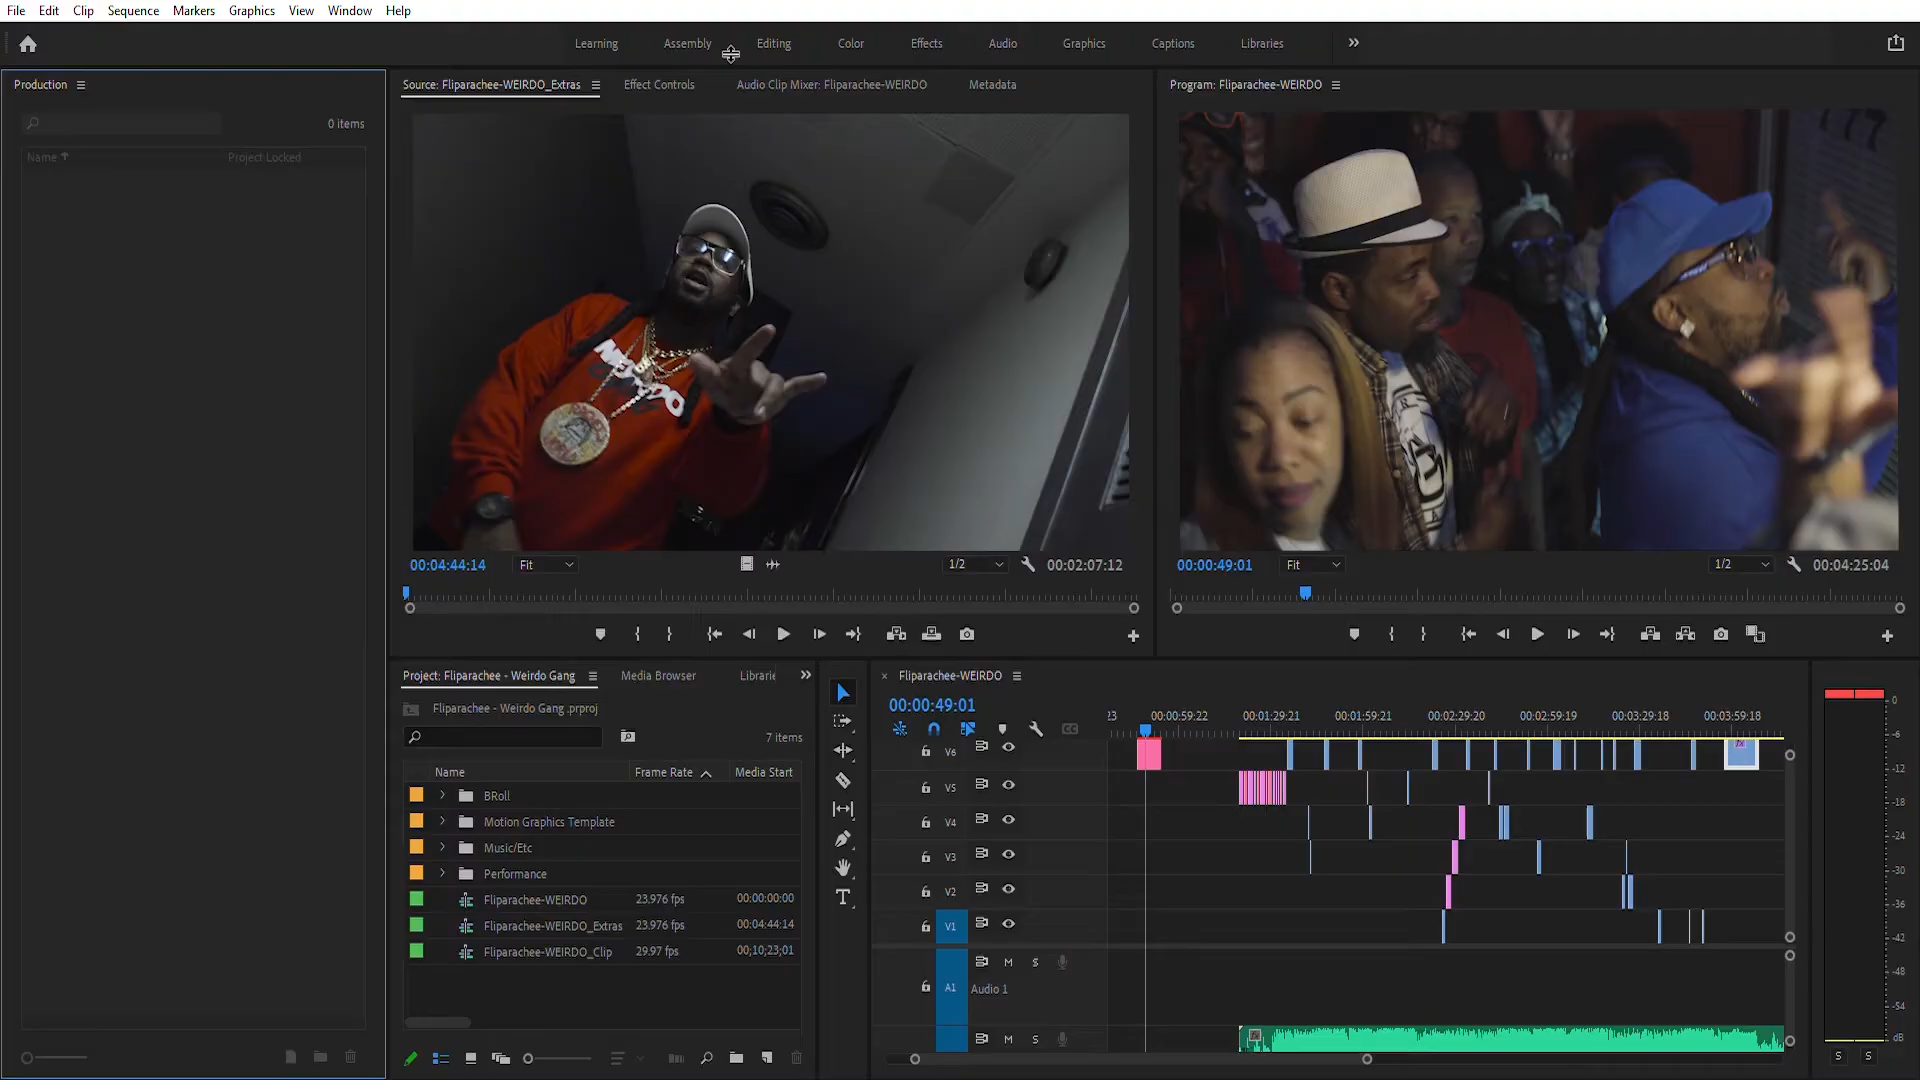 File Edit Clip Sequence Markers Graphics View Window Help
Learning Assembly Editing Color Effects Audio Graphics Captions Libraries
Production
0 items
Name Project Locked
Source: Fliparachee-WEIRDO_Extras Effect Controls Audio Clip Mixer: Fliparachee-WEIRDO Metadata
Program: Fliparachee-WEIRDO
00:04:44:14 Fit 1/2 00:02:07:12
00:00:49:01 Fit 1/2 00:04:25:04
Project: Fliparachee - Weirdo Gang Media Browser Librarie
Fliparachee - Weirdo Gang .prproj
7 items
Name Frame Rate Media Start
BRoll
Motion Graphics Template
Music/Etc
Performance
Fliparachee-WEIRDO 23.976 fps 00:00:00:00
Fliparachee-WEIRDO_Extras 23.976 fps 00:04:44:14
Fliparachee-WEIRDO_Clip 29.97 fps 00;10;23;01
× Fliparachee-WEIRDO
00:00:49:01
:23 00:00:59:22 00:01:29:21 00:01:59:21 00:02:29:20 00:02:59:19 00:03:29:18 00:03:59:18
V6
fx
V5
V4
V3
V2
V1
M S
A1 Audio 1
M S
0
-6
-12
-18
-24
-30
-36
-42
-48
-54
dB
S S